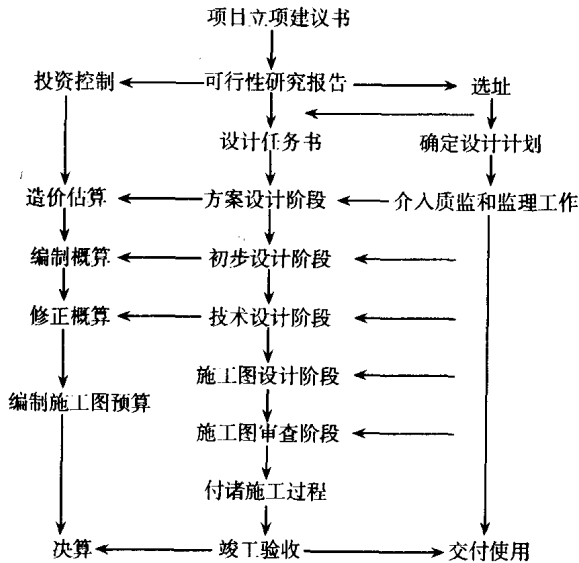 项目立项建议书
投资控制 可行性研究报告 选址
设计任务书 确定设计计划
造价估算 方案设计阶段 介入质监和监理工作
编制概算 初步设计阶段
修正概算 技术设计阶段
施工图设计阶段
编制施工图预算
施工图审查阶段
付诸施工过程
决算 竣工验收 交付使用